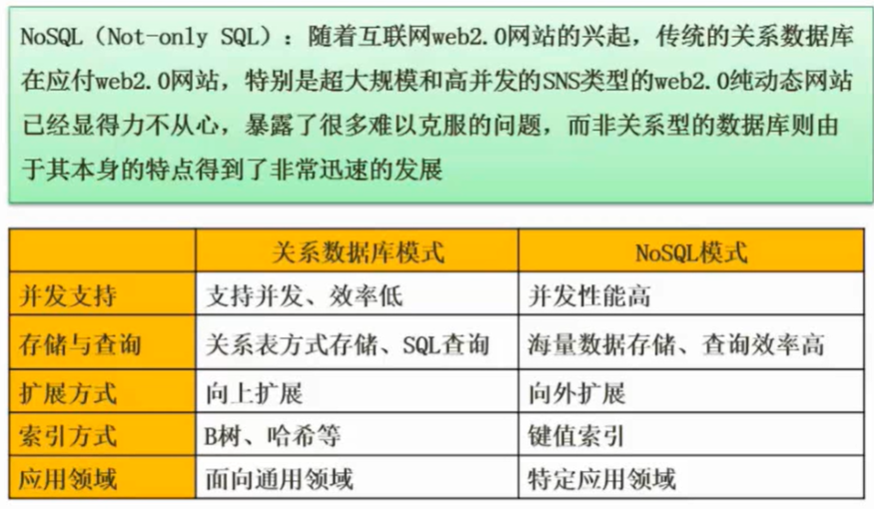 NoSQL（Not-only SQL）：随着互联网web2.0网站的兴起，传统的关系数据库
在应付web2.0网站，特别是超大规模和高并发的SNS类型的web2.0纯动态网站
已经显得力不从心，暴露了很多难以克服的问题，而非关系型的数据库则由
于其本身的特点得到了非常迅速的发展
关系数据库模式 NoSQL模式
并发支持 支持并发、效率低 并发性能高
存储与查询 关系表方式存储、SQL查询 海量数据存储、查询效率高
扩展方式 向上扩展 向外扩展
索引方式 B树、哈希等 键值索引
应用领域 面向通用领域 特定应用领域